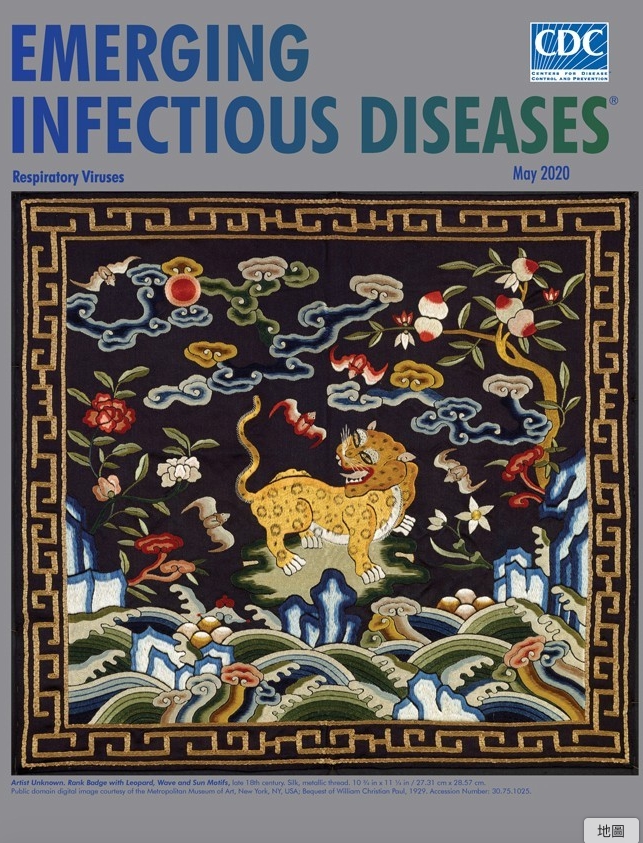 EMERGING
INFECTIOUS DISEASES®
CDC
CENTERS FOR DISEASE
CONTROL AND PREVENTION
Respiratory Viruses
May 2020
Artist Unknown. Rank Badge with Leopard, Wave and Sun Motifs, late 18th century. Silk, metallic thread. 10 ¾ in x 11 ¼ in / 27.31 cm x 28.57 cm.
Public domain digital image courtesy of the Metropolitan Museum of Art, New York, NY, USA; Bequest of William Christian Paul, 1929. Accession Number: 30.75.1025.
地圖